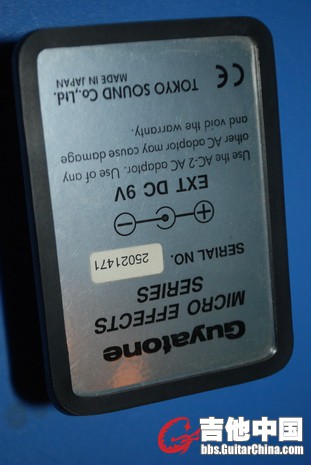 Guyatone
MICRO EFFECTS
SERIES
SERIAL NO. 25021471
EXT DC 9V
Use the AC-2 AC adaptor. Use of any
other AC adaptor may cause damage
and void the warranty.
CE TOKYO SOUND Co.,Ltd.
MADE IN JAPAN
吉他中国
bbs.GuitarChina.com